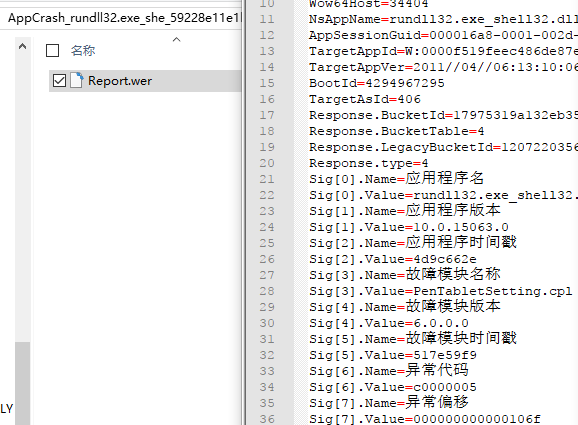 AppCrash_rundll32.exe_she_59228e11e1
名称
Report.wer
LY
10 Wow64Host=34404
11 NsAppName=rundll32.exe_shell32.dll
12 AppSessionGuid=000016a8-0001-002d-
13 TargetAppId=W:0000f519feec486de87e
14 TargetAppVer=2011//04//06:13:10:06
15 BootId=4294967295
16 TargetAsId=406
17 Response.BucketId=17975319a132eb35
18 Response.BucketTable=4
19 Response.LegacyBucketId=1207220356
20 Response.type=4
21 Sig[0].Name=应用程序名
22 Sig[0].Value=rundll32.exe_shell32.
23 Sig[1].Name=应用程序版本
24 Sig[1].Value=10.0.15063.0
25 Sig[2].Name=应用程序时间戳
26 Sig[2].Value=4d9c662e
27 Sig[3].Name=故障模块名称
28 Sig[3].Value=PenTabletSetting.cpl
29 Sig[4].Name=故障模块版本
30 Sig[4].Value=6.0.0.0
31 Sig[5].Name=故障模块时间戳
32 Sig[5].Value=517e59f9
33 Sig[6].Name=异常代码
34 Sig[6].Value=c0000005
35 Sig[7].Name=异常偏移
36 Sig[7].Value=000000000000106f